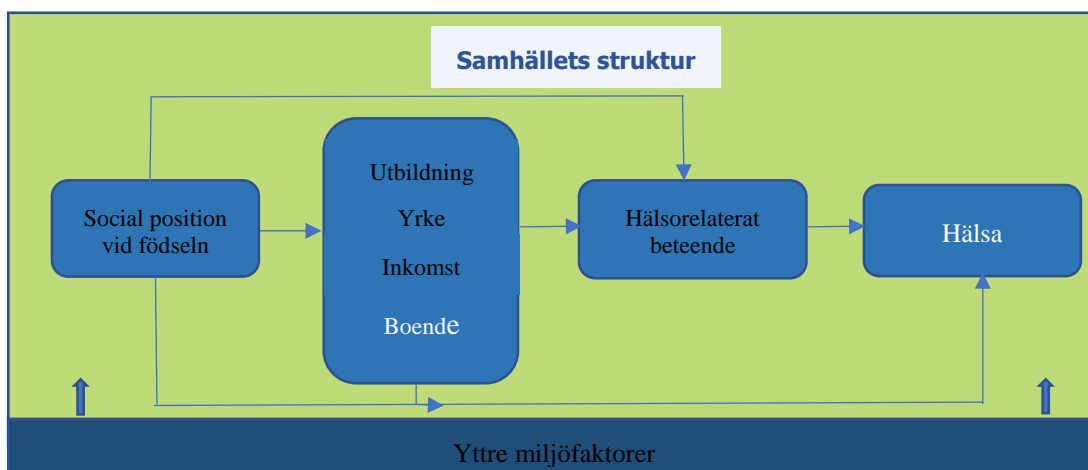 Samhällets struktur
Social position
vid födseln
Utbildning
Yrke
Inkomst
Boende
Hälsorelaterat
beteende
Hälsa
Yttre miljöfaktorer